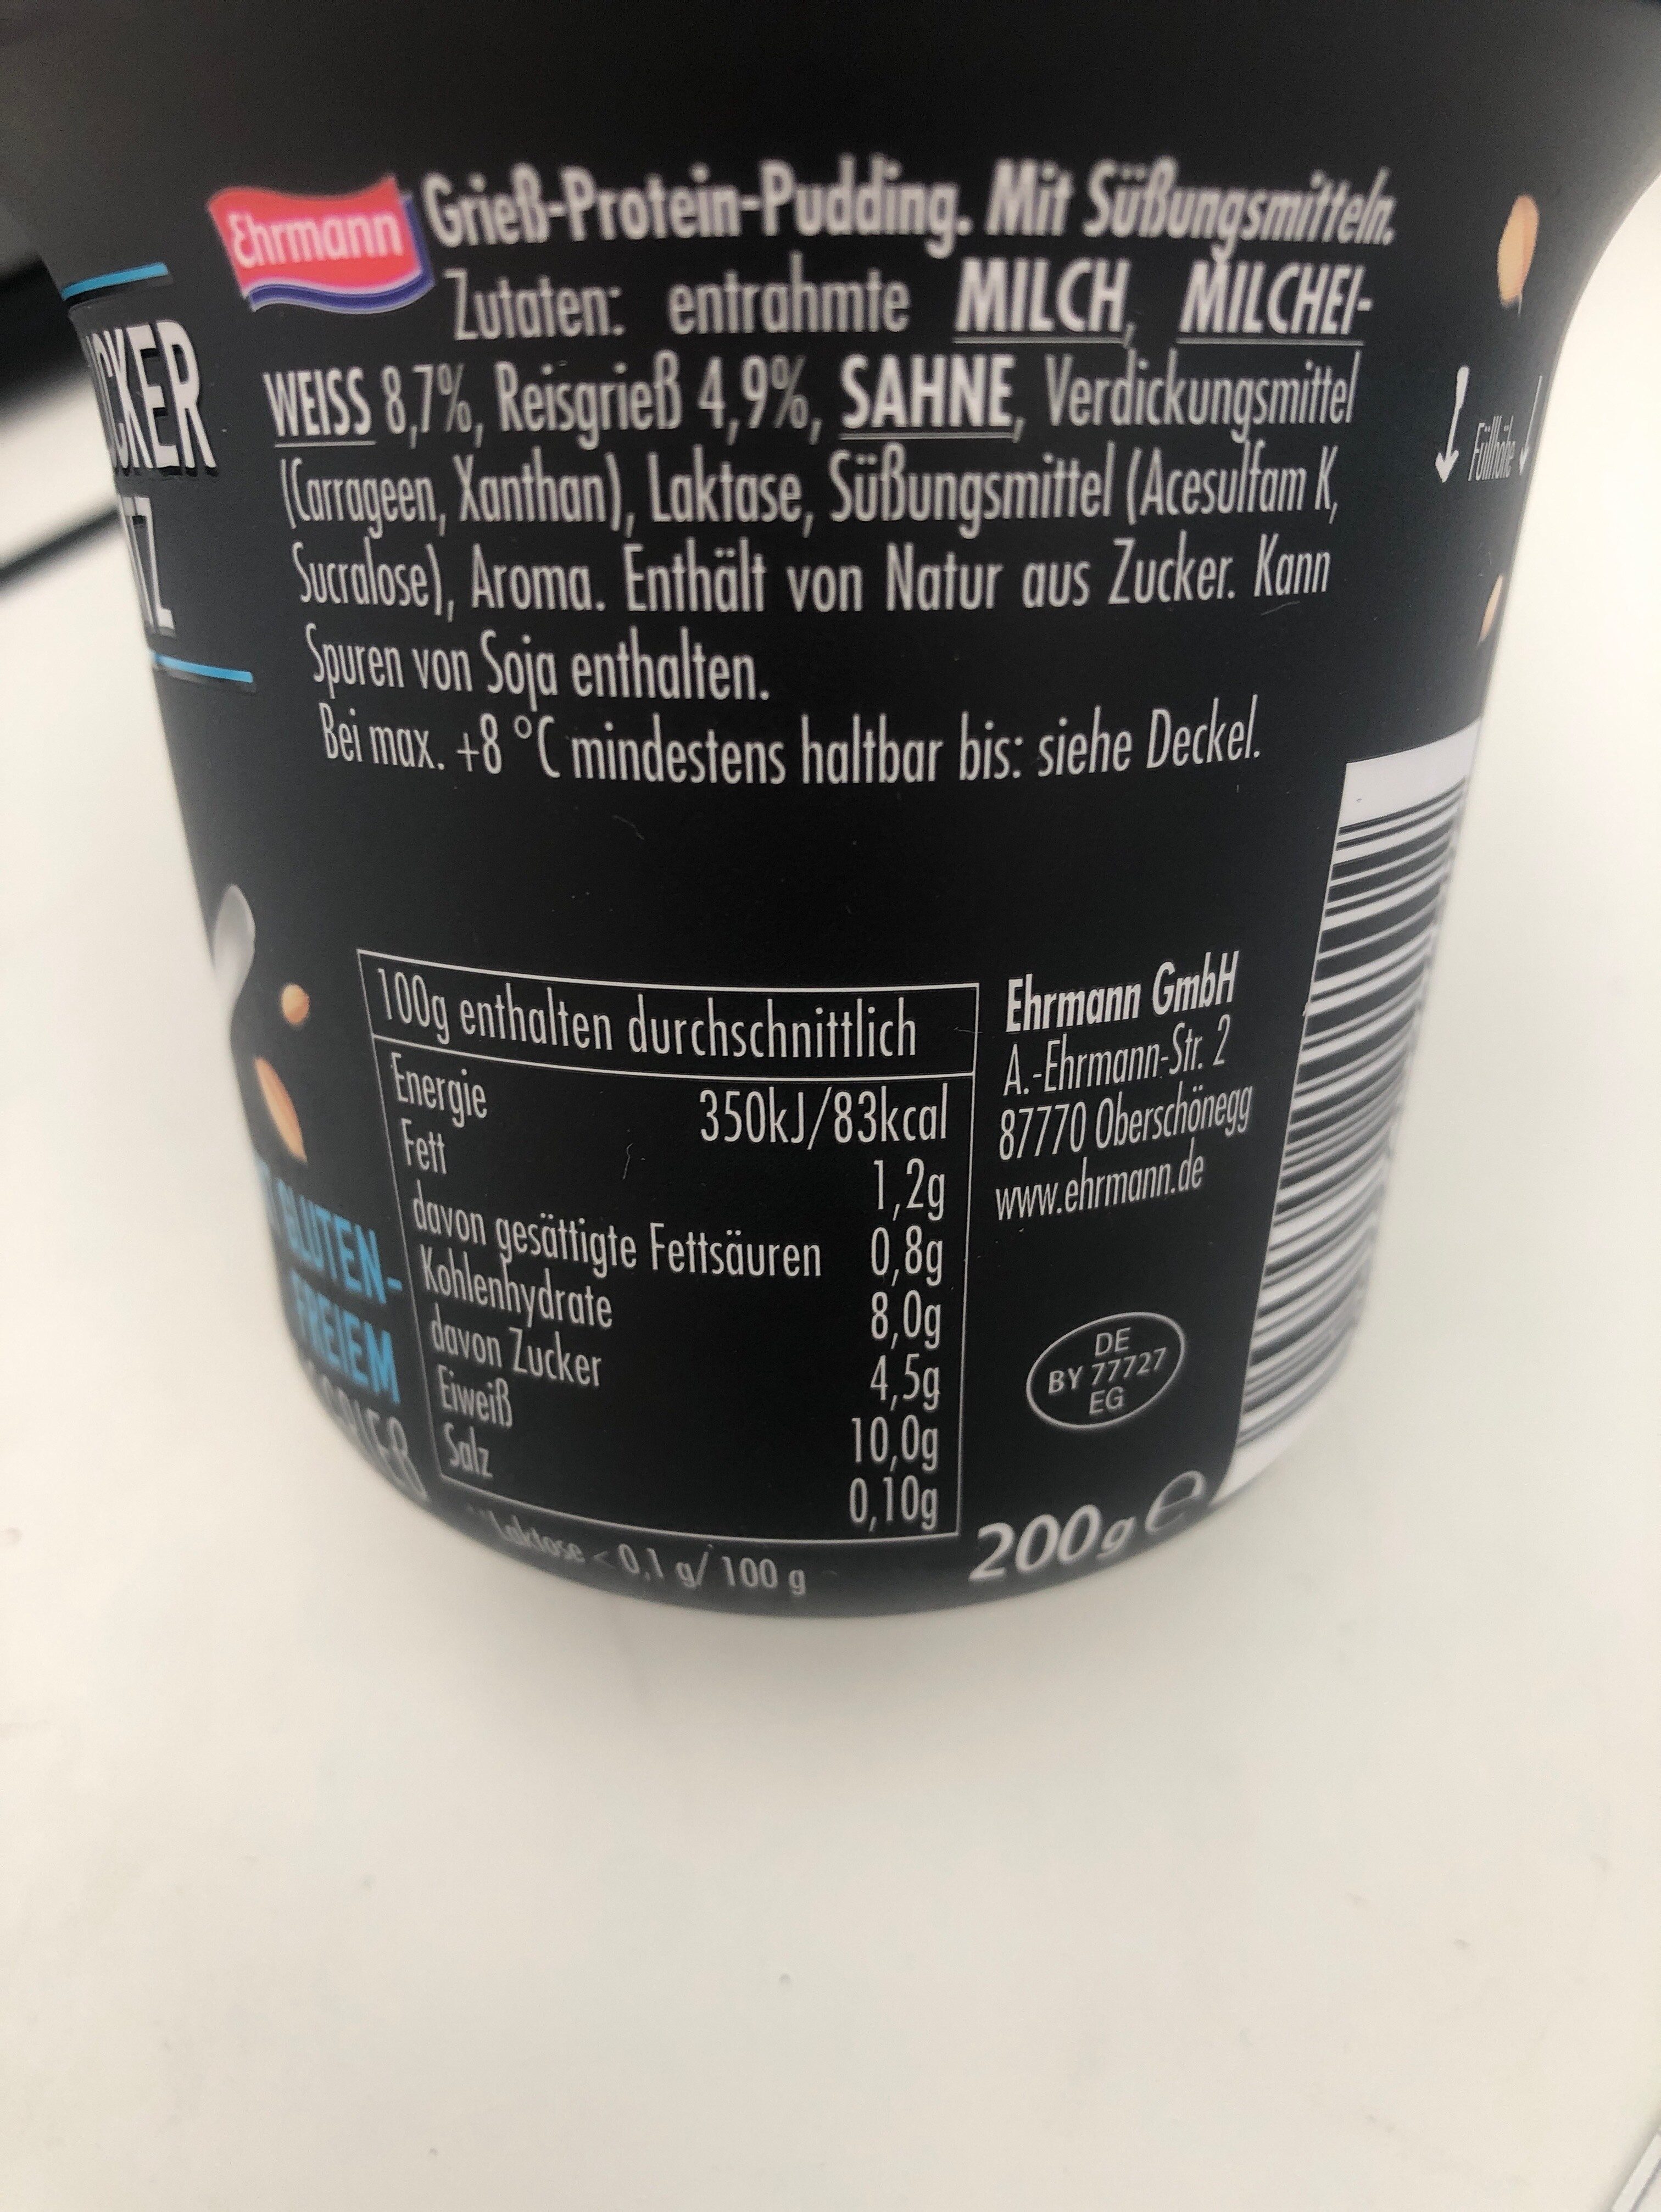 Ehrmann
Grieß-Protein-Pudding. Mit Süßungsmitteln.
Zutaten: entrahmte MILCH, MILCHEI-
WEISS 8,7%, Reisgrieß 4,9%, SAHNE, Verdickungsmittel
(Carrageen, Xanthan), Laktase, Süßungsmittel (Acesulfam K,
Sucralose), Aroma. Enthält von Natur aus Zucker. Kann
Spuren von Soja enthalten.
Bei max. +8 °C mindestens haltbar bis: siehe Deckel.
Füllhöhe
100g enthalten durchschnittlich
Energie 350kJ/83kcal
Fett 1,2g
davon gesättigte Fettsäuren 0,8g
Kohlenhydrate 8,0g
davon Zucker 4,5g
Eiweiß 10,0g
Salz 0,10g
Laktose < 0,1 g/ 100 g
Ehrmann GmbH
A.-Ehrmann-Str. 2
87770 Oberschönegg
www.ehrmann.de
DE
BY 77727
EG
200g e
GLUTEN-
FREIEM